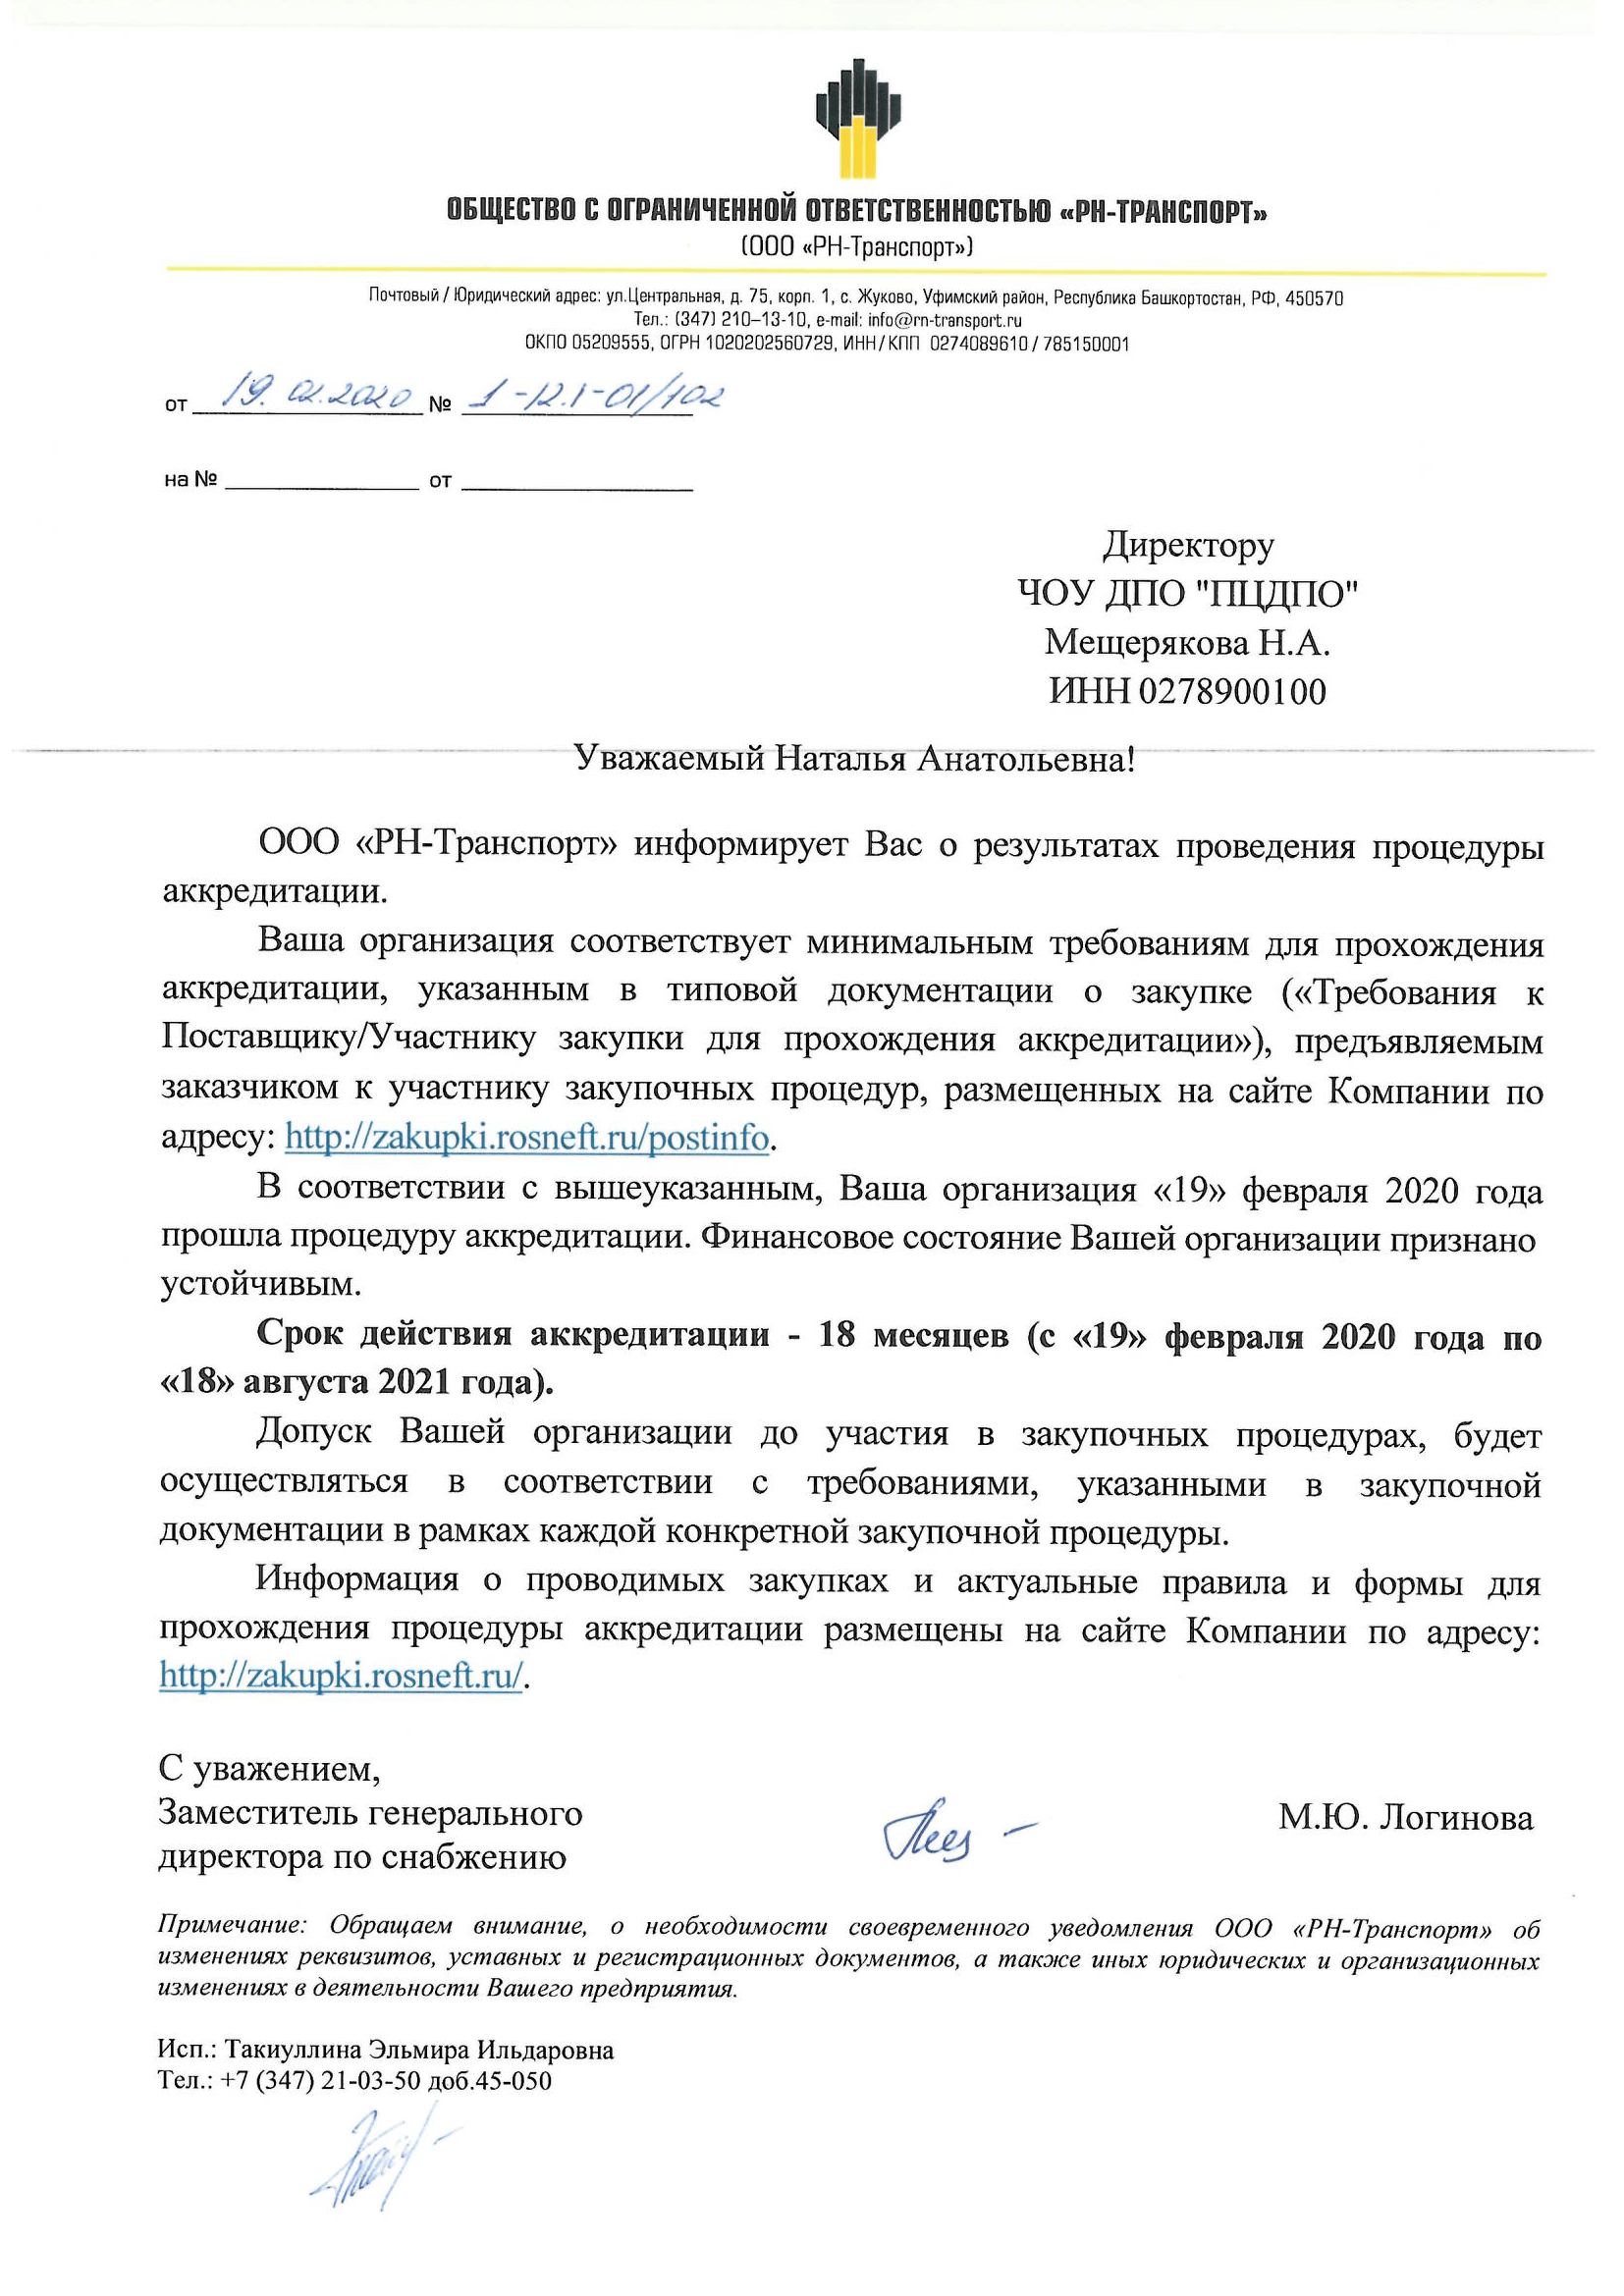 ОБЩЕСТВО С ОГРАНИЧЕННОЙ ОТВЕТСТВЕННОСТЬЮ «РН-ТРАНСПОРТ»
(ООО «РН-Транспорт»)
Почтовый / Юридический адрес: ул.Центральная, д. 75, корп. 1, с. Жуково, Уфимский район, Республика Башкортостан, РФ, 450570
Тел.: (347) 210–13-10, e-mail: info@rn-transport.ru
ОКПО 05209555, ОГРН 1020202560729, ИНН/КПП 0274089610 / 785150001
от 19.02.2020 № 1-12.1-01/102
на № от
Директору
ЧОУ ДПО "ПЦДПО"
Мещерякова Н.А.
ИНН 0278900100
Уважаемый Наталья Анатольевна!
ООО «РН-Транспорт» информирует Вас о результатах проведения процедуры
аккредитации.
Ваша организация соответствует минимальным требованиям для прохождения
аккредитации, указанным в типовой документации о закупке («Требования к
Поставщику/Участнику закупки для прохождения аккредитации»), предъявляемым
заказчиком к участнику закупочных процедур, размещенных на сайте Компании по
адресу: http://zakupki.rosneft.ru/postinfo.
В соответствии с вышеуказанным, Ваша организация «19» февраля 2020 года
прошла процедуру аккредитации. Финансовое состояние Вашей организации признано
устойчивым.
Срок действия аккредитации - 18 месяцев (с «19» февраля 2020 года по
«18» августа 2021 года).
Допуск Вашей организации до участия в закупочных процедурах, будет
осуществляться в соответствии с требованиями, указанными в закупочной
документации в рамках каждой конкретной закупочной процедуры.
Информация о проводимых закупках и актуальные правила и формы для
прохождения процедуры аккредитации размещены на сайте Компании по адресу:
http://zakupki.rosneft.ru/.
С уважением,
Заместитель генерального
директора по снабжению
М.Ю. Логинова
Примечание: Обращаем внимание, о необходимости своевременного уведомления ООО «РН-Транспорт» об
изменениях реквизитов, уставных и регистрационных документов, а также иных юридических и организационных
изменениях в деятельности Вашего предприятия.
Исп.: Такиуллина Эльмира Ильдаровна
Тел.: +7 (347) 21-03-50 доб.45-050